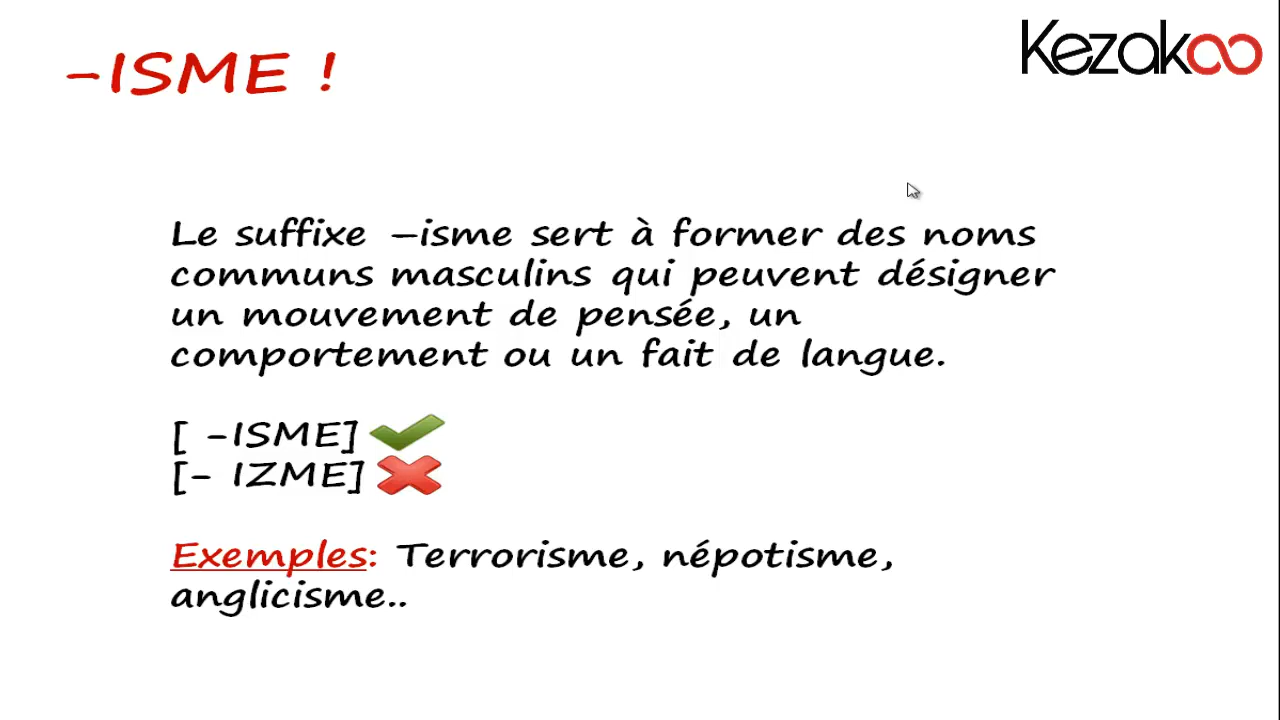 -ISME !
Kezakoo
Le suffixe –isme sert à former des noms
communs masculins qui peuvent désigner
un mouvement de pensée, un
comportement ou un fait de langue.
[ -ISME]
[- IZME]
Exemples: Terrorisme, népotisme,
anglicisme..